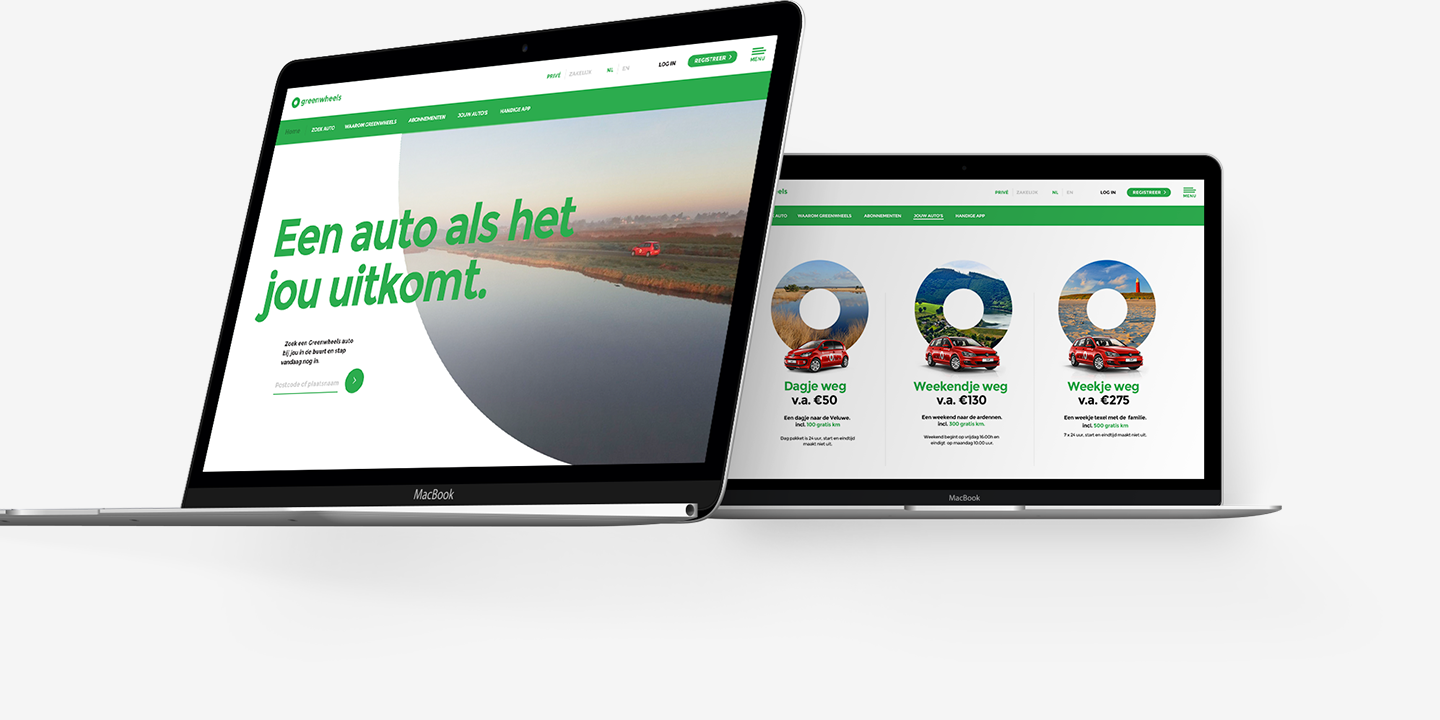 greenwheels
PRIVÉ ZAKELIJK NL EN LOG IN REGISTREER MENU
Home ZOEK AUTO WAAROM GREENWHEELS ABONNEMENTEN JOUW AUTO'S HANDIGE APP
Een auto als het
jou uitkomt.
Zoek een Greenwheels auto
bij jou in de buurt en stap
vandaag nog in.
Postcode of plaatsnaam
MacBook
els PRIVÉ ZAKELIJK NL EN LOG IN REGISTREER MENU
AUTO WAAROM GREENWHEELS ABONNEMENTEN JOUW AUTO'S HANDIGE APP
Dagje weg
v.a. €50
Een dagje naar de Veluwe.
incl. 100 gratis km
Dag pakket is 24 uur, start en eindtijd
maakt niet uit.
Weekendje weg
v.a. €130
Een weekend naar de ardennen.
incl. 300 gratis km.
Weekend begint op vrijdag 16.00h en
eindigt op maandag 10.00 uur.
Weekje weg
v.a. €275
Een weekje texel met de familie.
incl. 500 gratis km
7 x 24 uur, start en eindtijd maakt niet uit.
MacBook